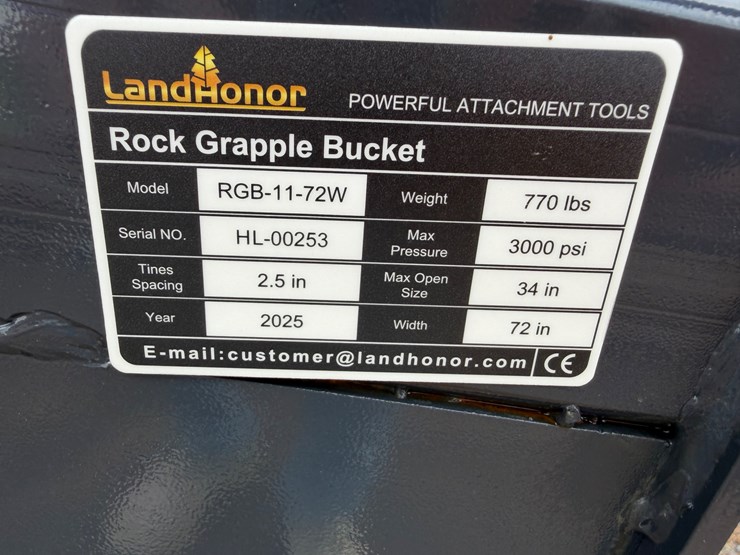 LandHonor POWERFUL ATTACHMENT TOOLS
Rock Grapple Bucket
Model RGB-11-72W Weight 770 lbs
Serial NO. HL-00253 Max Pressure 3000 psi
Tines Spacing 2.5 in Max Open Size 34 in
Year 2025 Width 72 in
E-mail:customer@landhonor.com CE